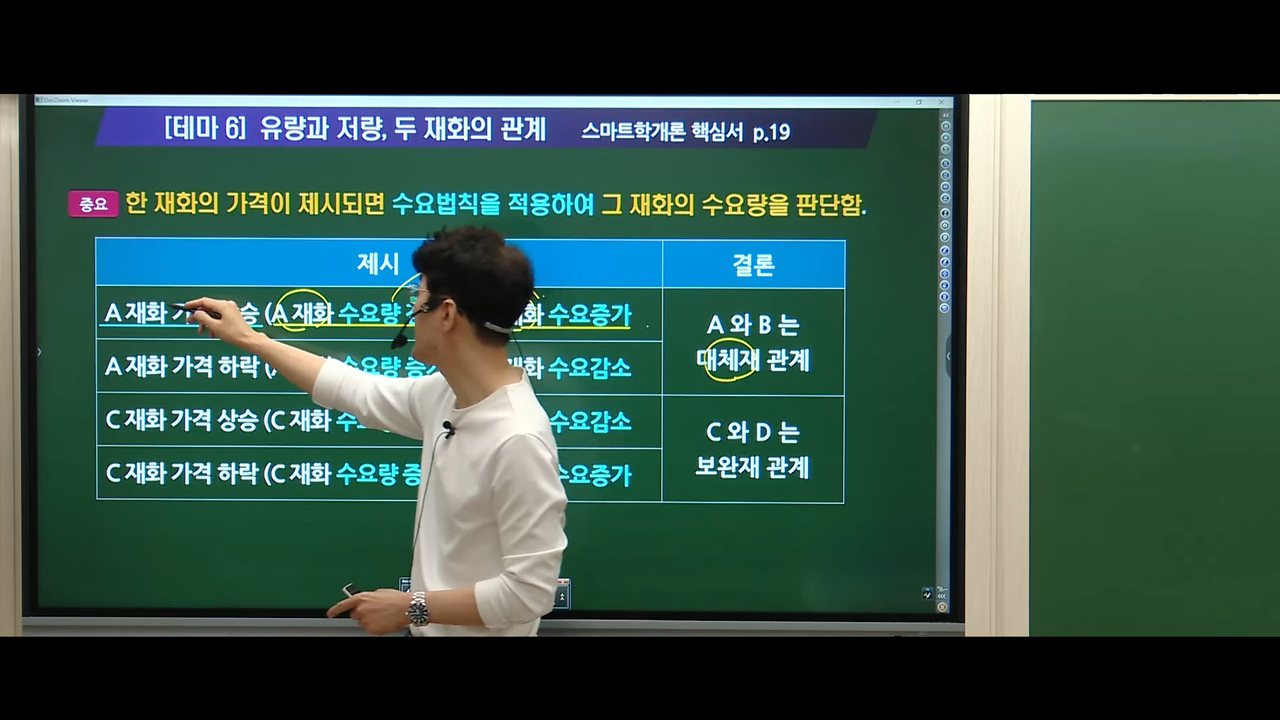 DocZoom Viewer
[테마 6] 유량과 저량, 두 재화의 관계 스마트학개론 핵심서 p.19
중요 한 재화의 가격이 제시되면 수요법칙을 적용하여 그 재화의 수요량을 판단함.
제시 결론
A 재화 승 (A 재화 수요량 수요증가
A 재화 가격 하락 수요량 수요감소
A 와 B 는
대체재 관계
C 재화 가격 상승 (C 재화 수요감소
C 재화 가격 하락 (C 재화 수요량 수요증가
C 와 D 는
보완재 관계